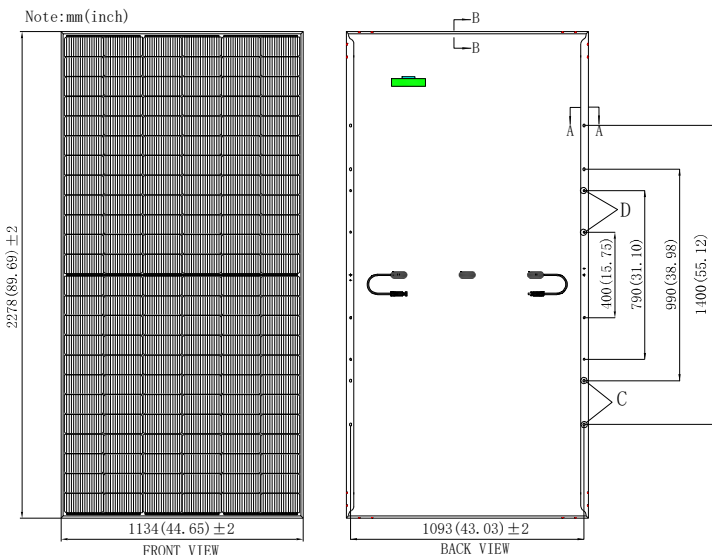 Note:mm(inch)
B
B
A A
D
C
2278(89.69)±2
400(15.75)
790(31.10)
990(38.98)
1400(55.12)
1134(44.65)±2
1093(43.03)±2
FRONT VIEW
BACK VIEW